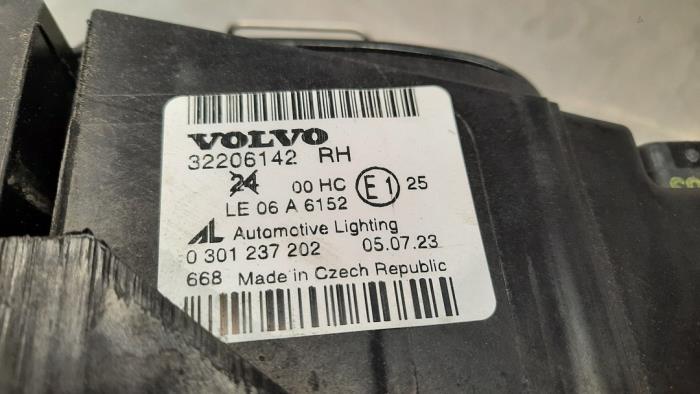 VOLVO
32206142 RH
24 00 HC E1 25
LE 06 A 6152
AL Automotive Lighting
0 301 237 202 05.07.23
668 Made in Czech Republic